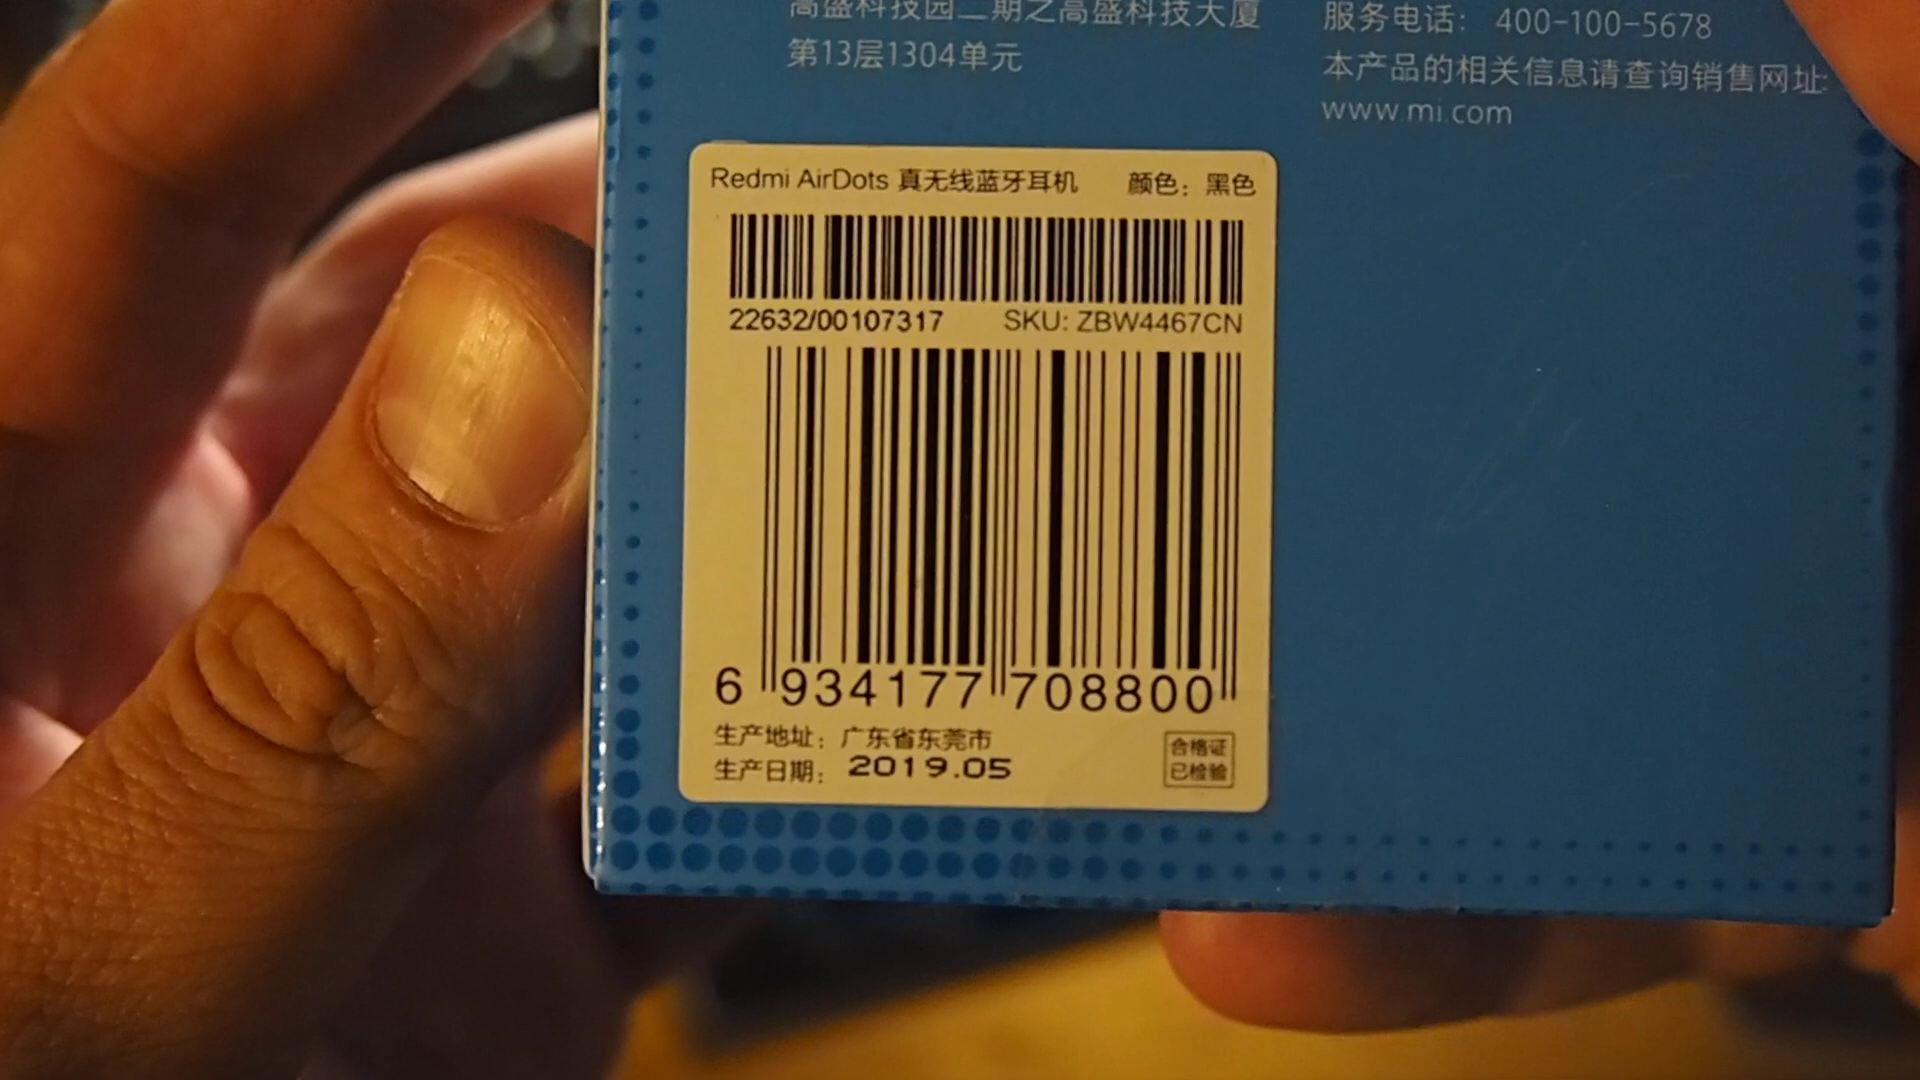 高盛科技园二期之高盛科技大厦
第13层1304单元
服务电话： 400-100-5678
本产品的相关信息请查询销售网址:
www.mi.com
Redmi AirDots 真无线蓝牙耳机 颜色：黑色
22632/00107317 SKU: ZBW4467CN
6 934177 708800
生产地址：广东省东莞市
生产日期： 2019.05
合格证
已检验